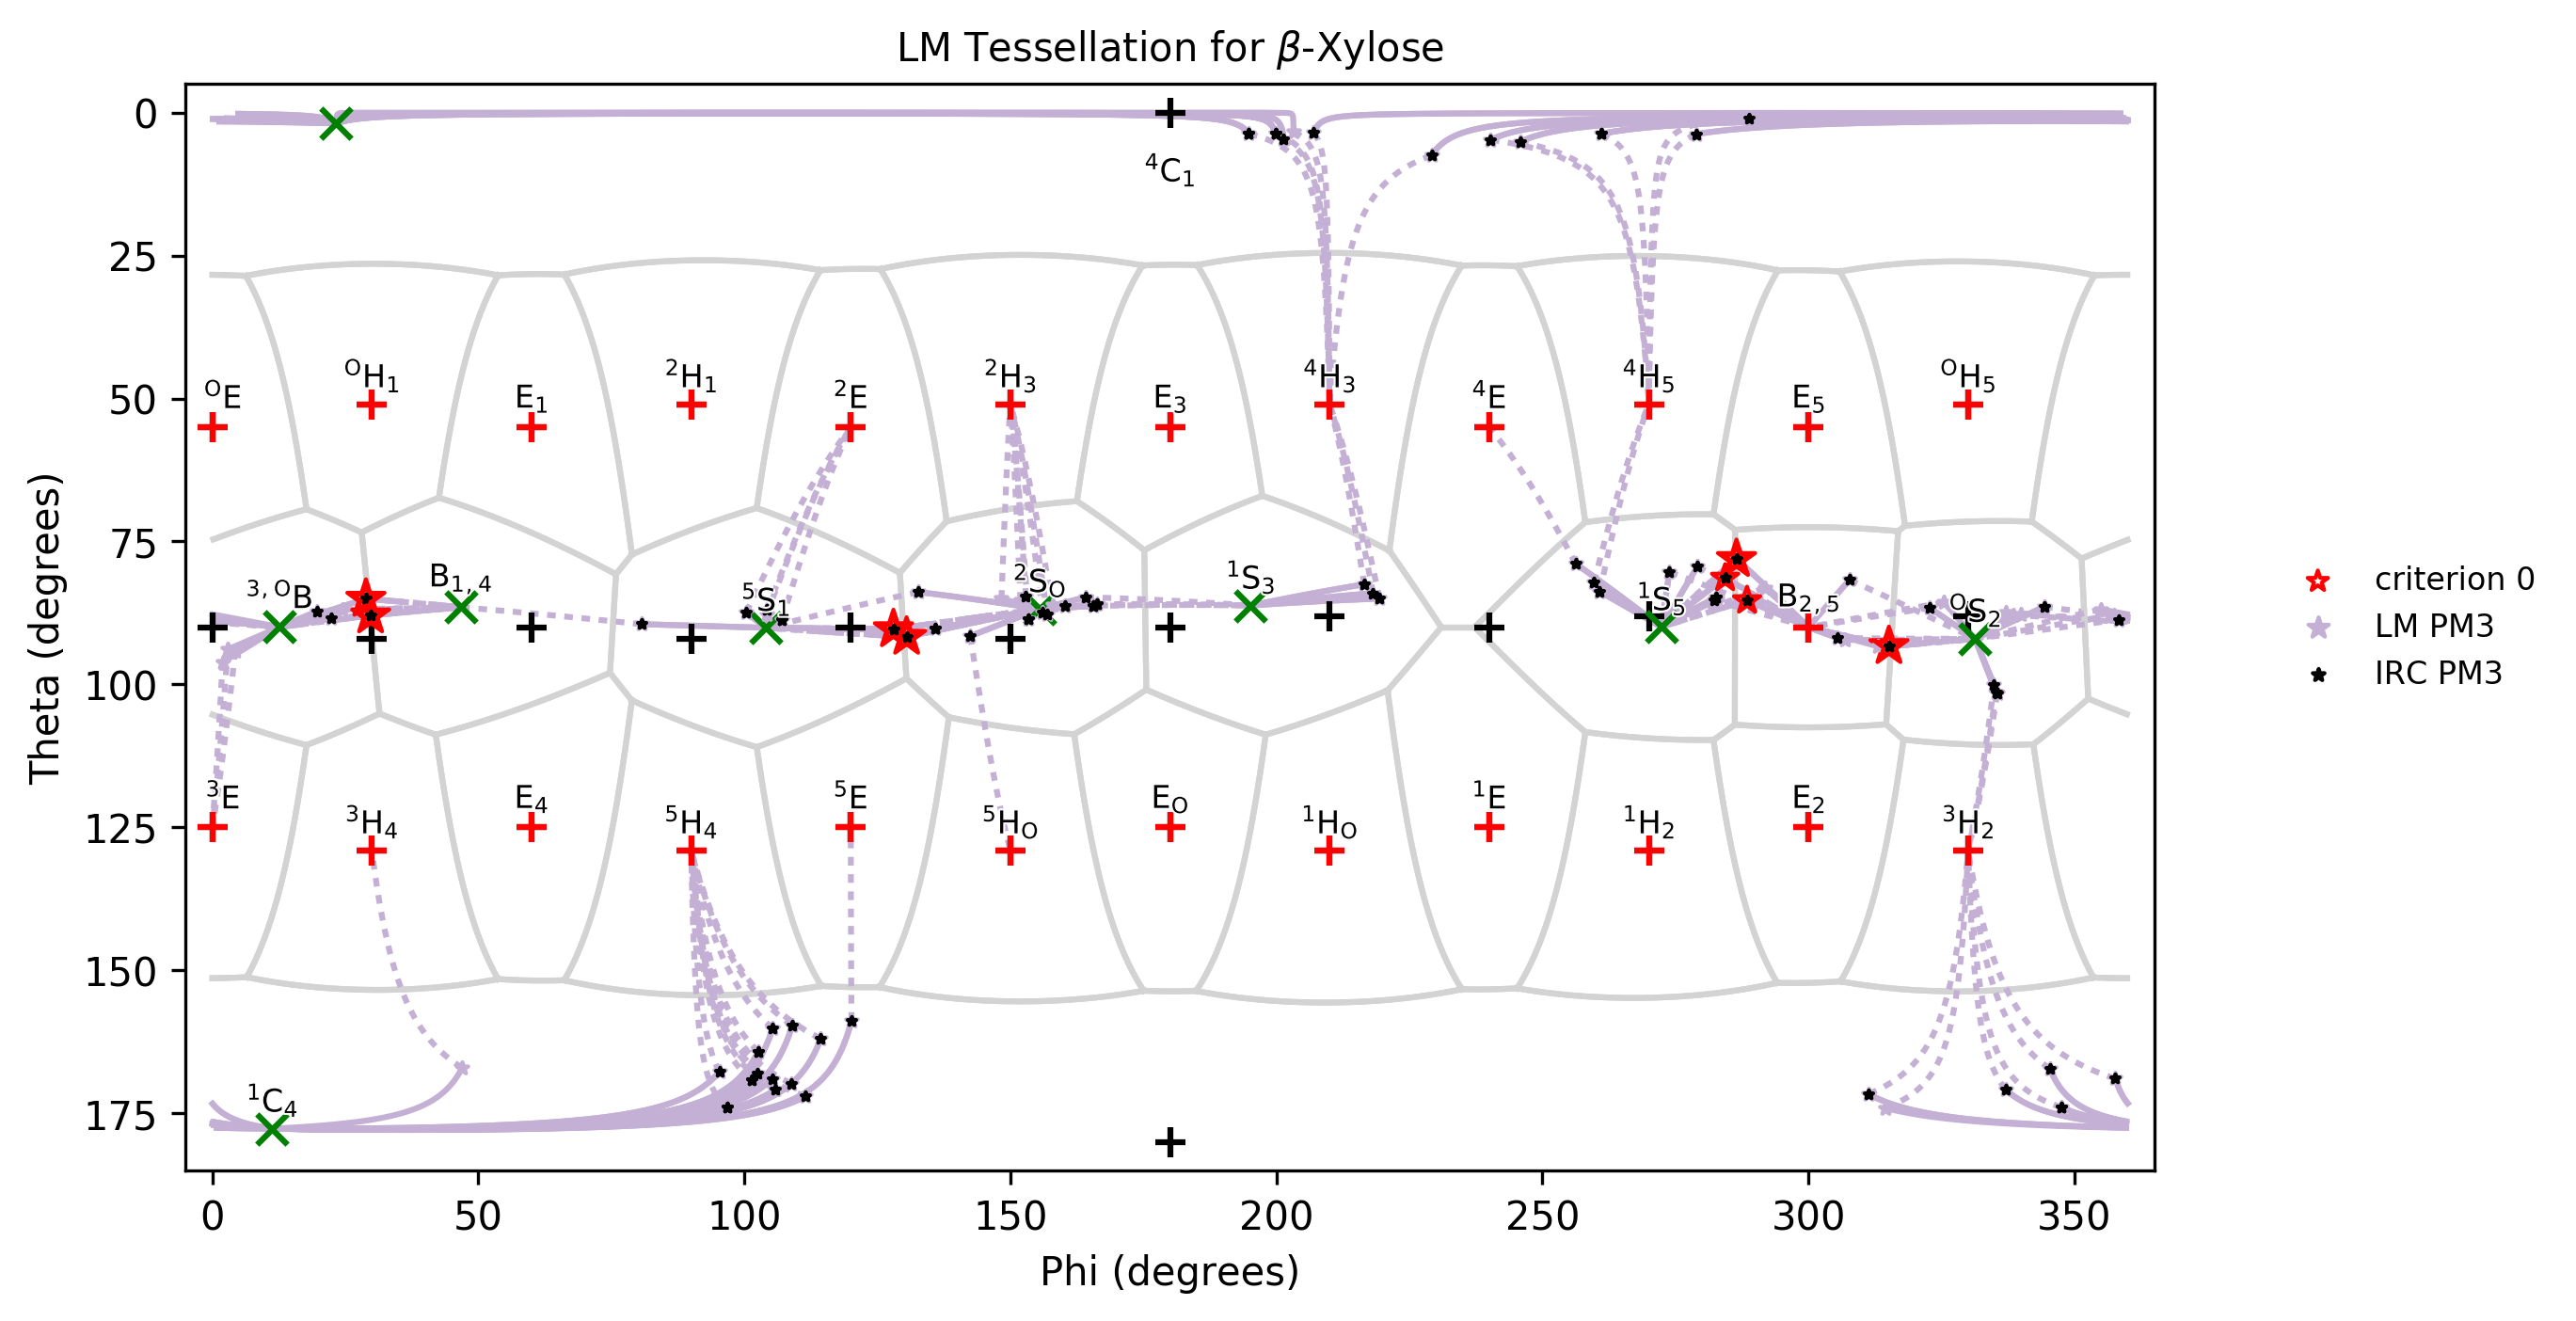 LM Tessellation for β-Xylose
0
25
50
75
100
125
150
175
Theta (degrees)
⁴C₁
ᴼE
ᴼH₁
E₁
²H₁
²E
²H₃
E₃
⁴H₃
⁴E
⁴H₅
E₅
ᴼH₅
³,ᴼB
B₁,₄
⁵S₁
²Sₒ
¹S₃
¹S₅
B₂,₅
ᴼS₂
³E
³H₄
E₄
⁵H₄
⁵E
⁵Hₒ
Eₒ
¹Hₒ
¹E
¹H₂
E₂
³H₂
¹C₄
0
50
100
150
200
250
300
350
Phi (degrees)
criterion 0
LM PM3
IRC PM3